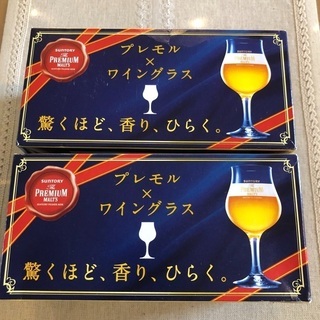 SUNTORY
THE
PREMIUM
MALT'S
プレモル
×
ワイングラス
驚くほど、香り、ひらく。
SUNTORY
THE
PREMIUM
MALT'S
プレモル
×
ワイングラス
驚くほど、香り、ひらく。